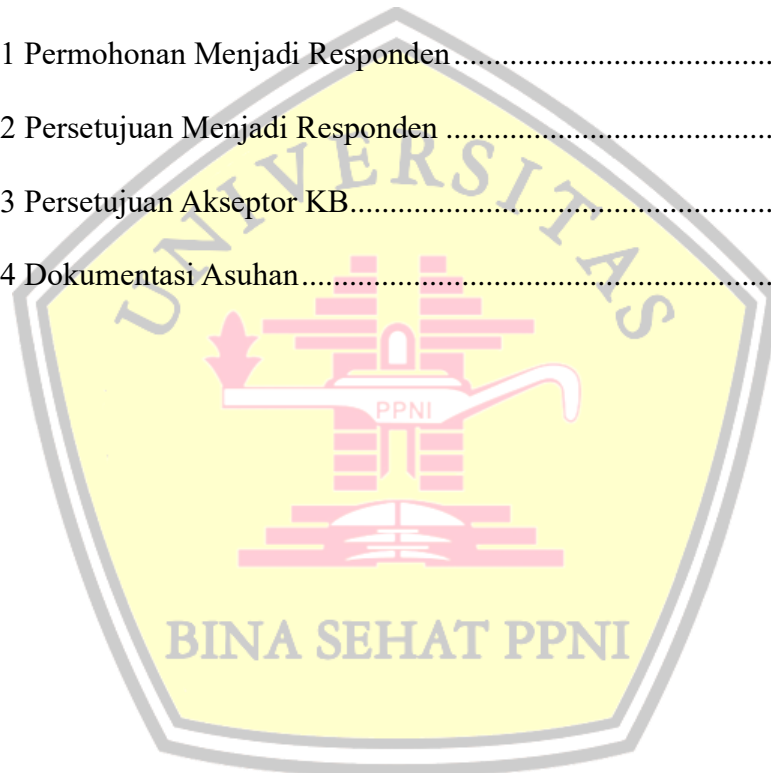 1 Permohonan Menjadi Responden....................................
2 Persetujuan Menjadi Responden ....................................
3 Persetujuan Akseptor KB................................................
4 Dokumentasi Asuhan.....................................................
UNIVERSITAS
PPNI
BINA SEHAT PPNI